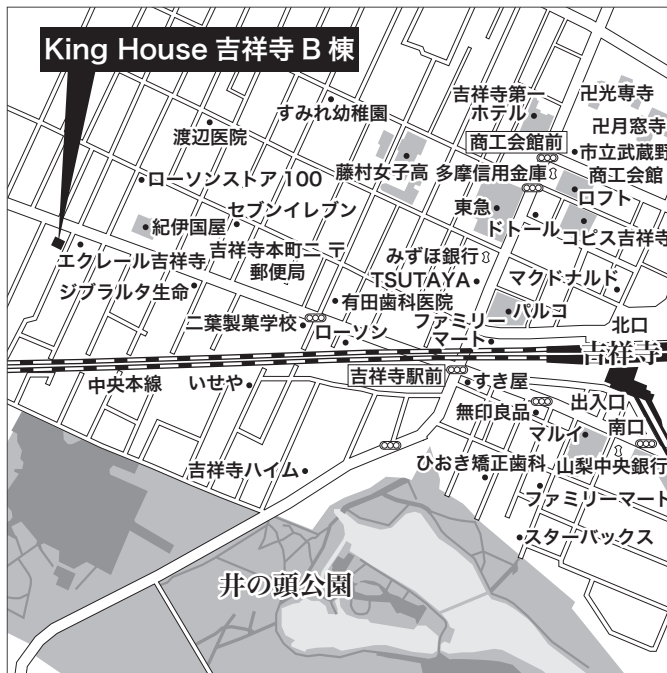 King House 吉祥寺 B 棟
すみれ幼稚園
渡辺医院
吉祥寺第一
ホテル
卍光専寺
卍月窓寺
商工会館前
市立武蔵野
商工会館
藤村女子高
多摩信用金庫
ローソンストア 100
ロフト
東急
セブンイレブン
紀伊国屋
ドトール
コピス吉祥寺
吉祥寺本町二 〒
郵便局
みずほ銀行
エクレール吉祥寺
TSUTAYA
マクドナルド
ジブラルタ生命
有田歯科医院
パルコ
二葉製菓学校
ローソン
ファミリー
マート
北口
吉祥寺
中央本線
いせや
吉祥寺駅前
すき屋
出入口
無印良品
南口
マルイ
吉祥寺ハイム
ひおき矯正歯科
山梨中央銀行
ファミリーマート
スターバックス
井の頭公園